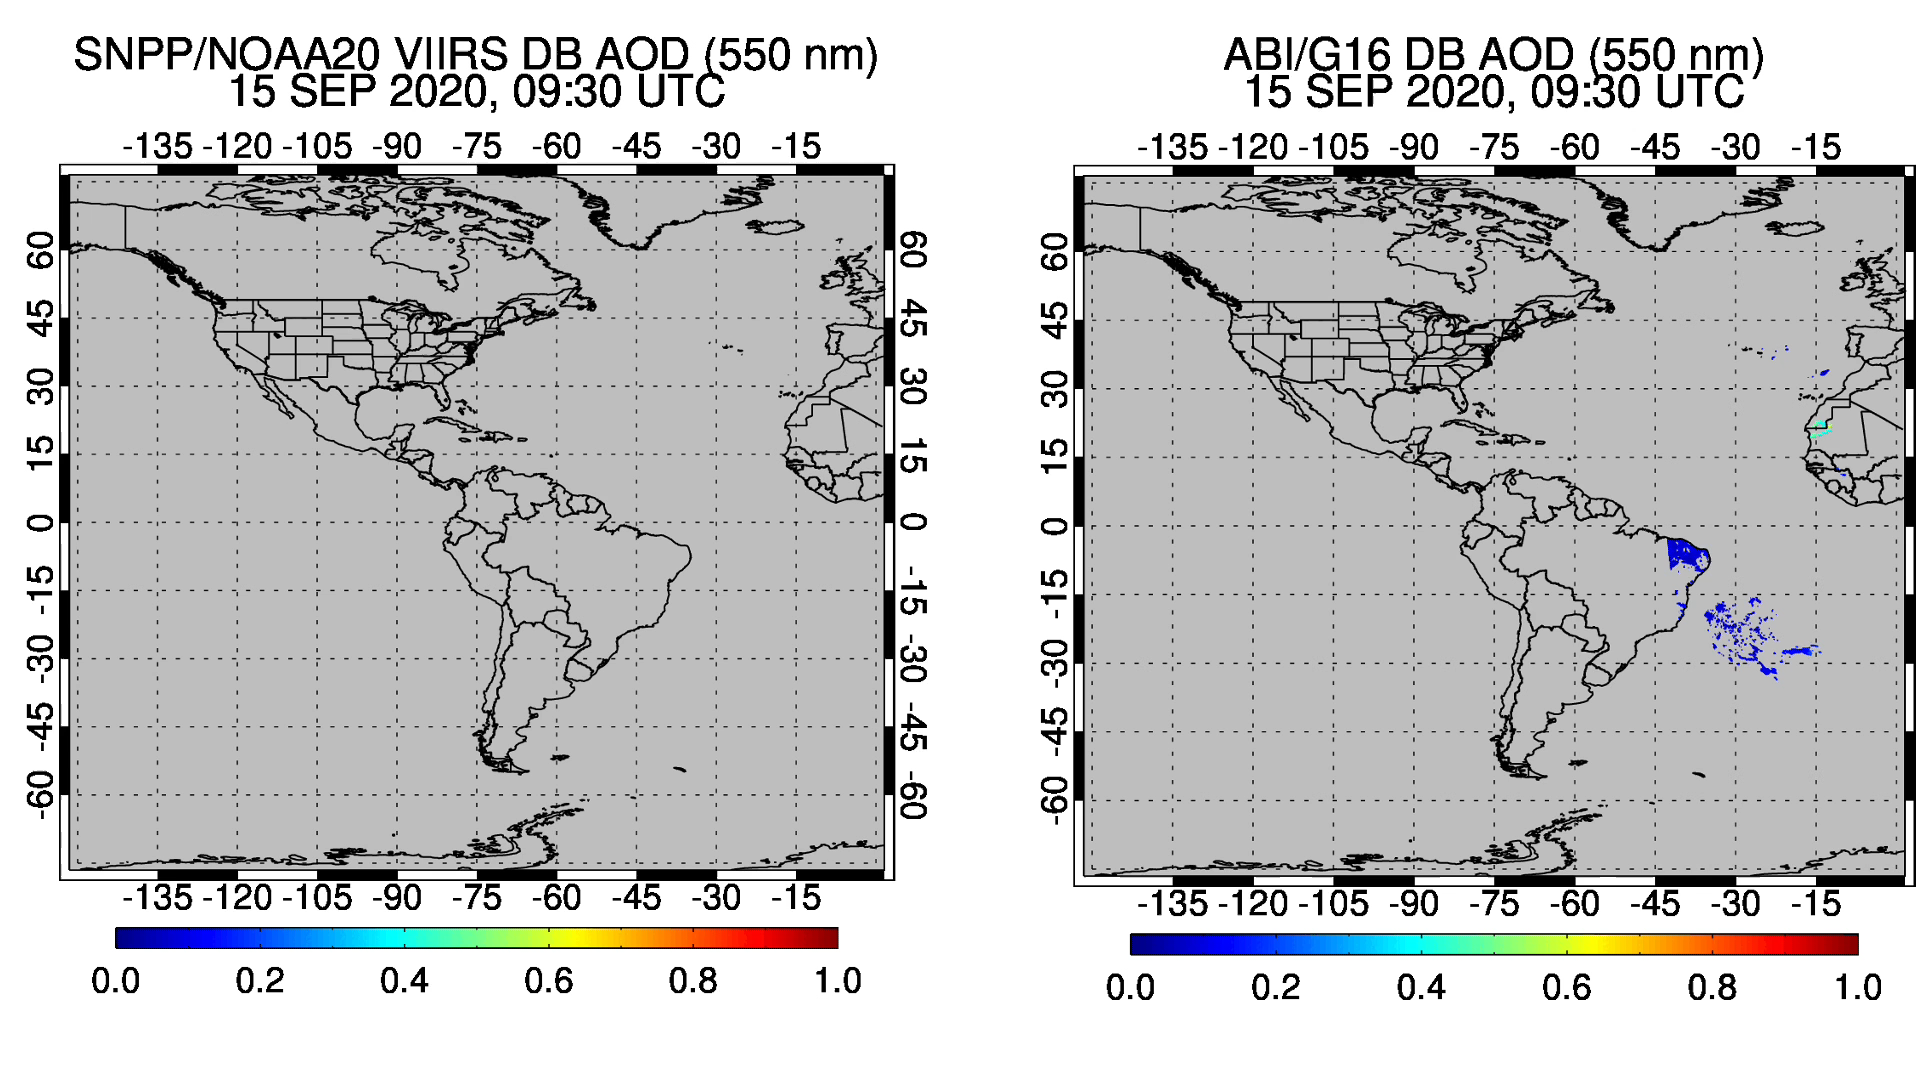 SNPP/NOAA20 VIIRS DB AOD (550 nm)
15 SEP 2020, 09:30 UTC
-135 -120 -105 -90 -75 -60 -45 -30 -15
60 60
45 45
30 30
15 15
0 0
-15 -15
-30 -30
-45 -45
-60 -60
-135 -120 -105 -90 -75 -60 -45 -30 -15
0.0 0.2 0.4 0.6 0.8 1.0
ABI/G16 DB AOD (550 nm)
15 SEP 2020, 09:30 UTC
-135 -120 -105 -90 -75 -60 -45 -30 -15
60
45
30
15
0
-15
-30
-45
-60
-135 -120 -105 -90 -75 -60 -45 -30 -15
0.0 0.2 0.4 0.6 0.8 1.0